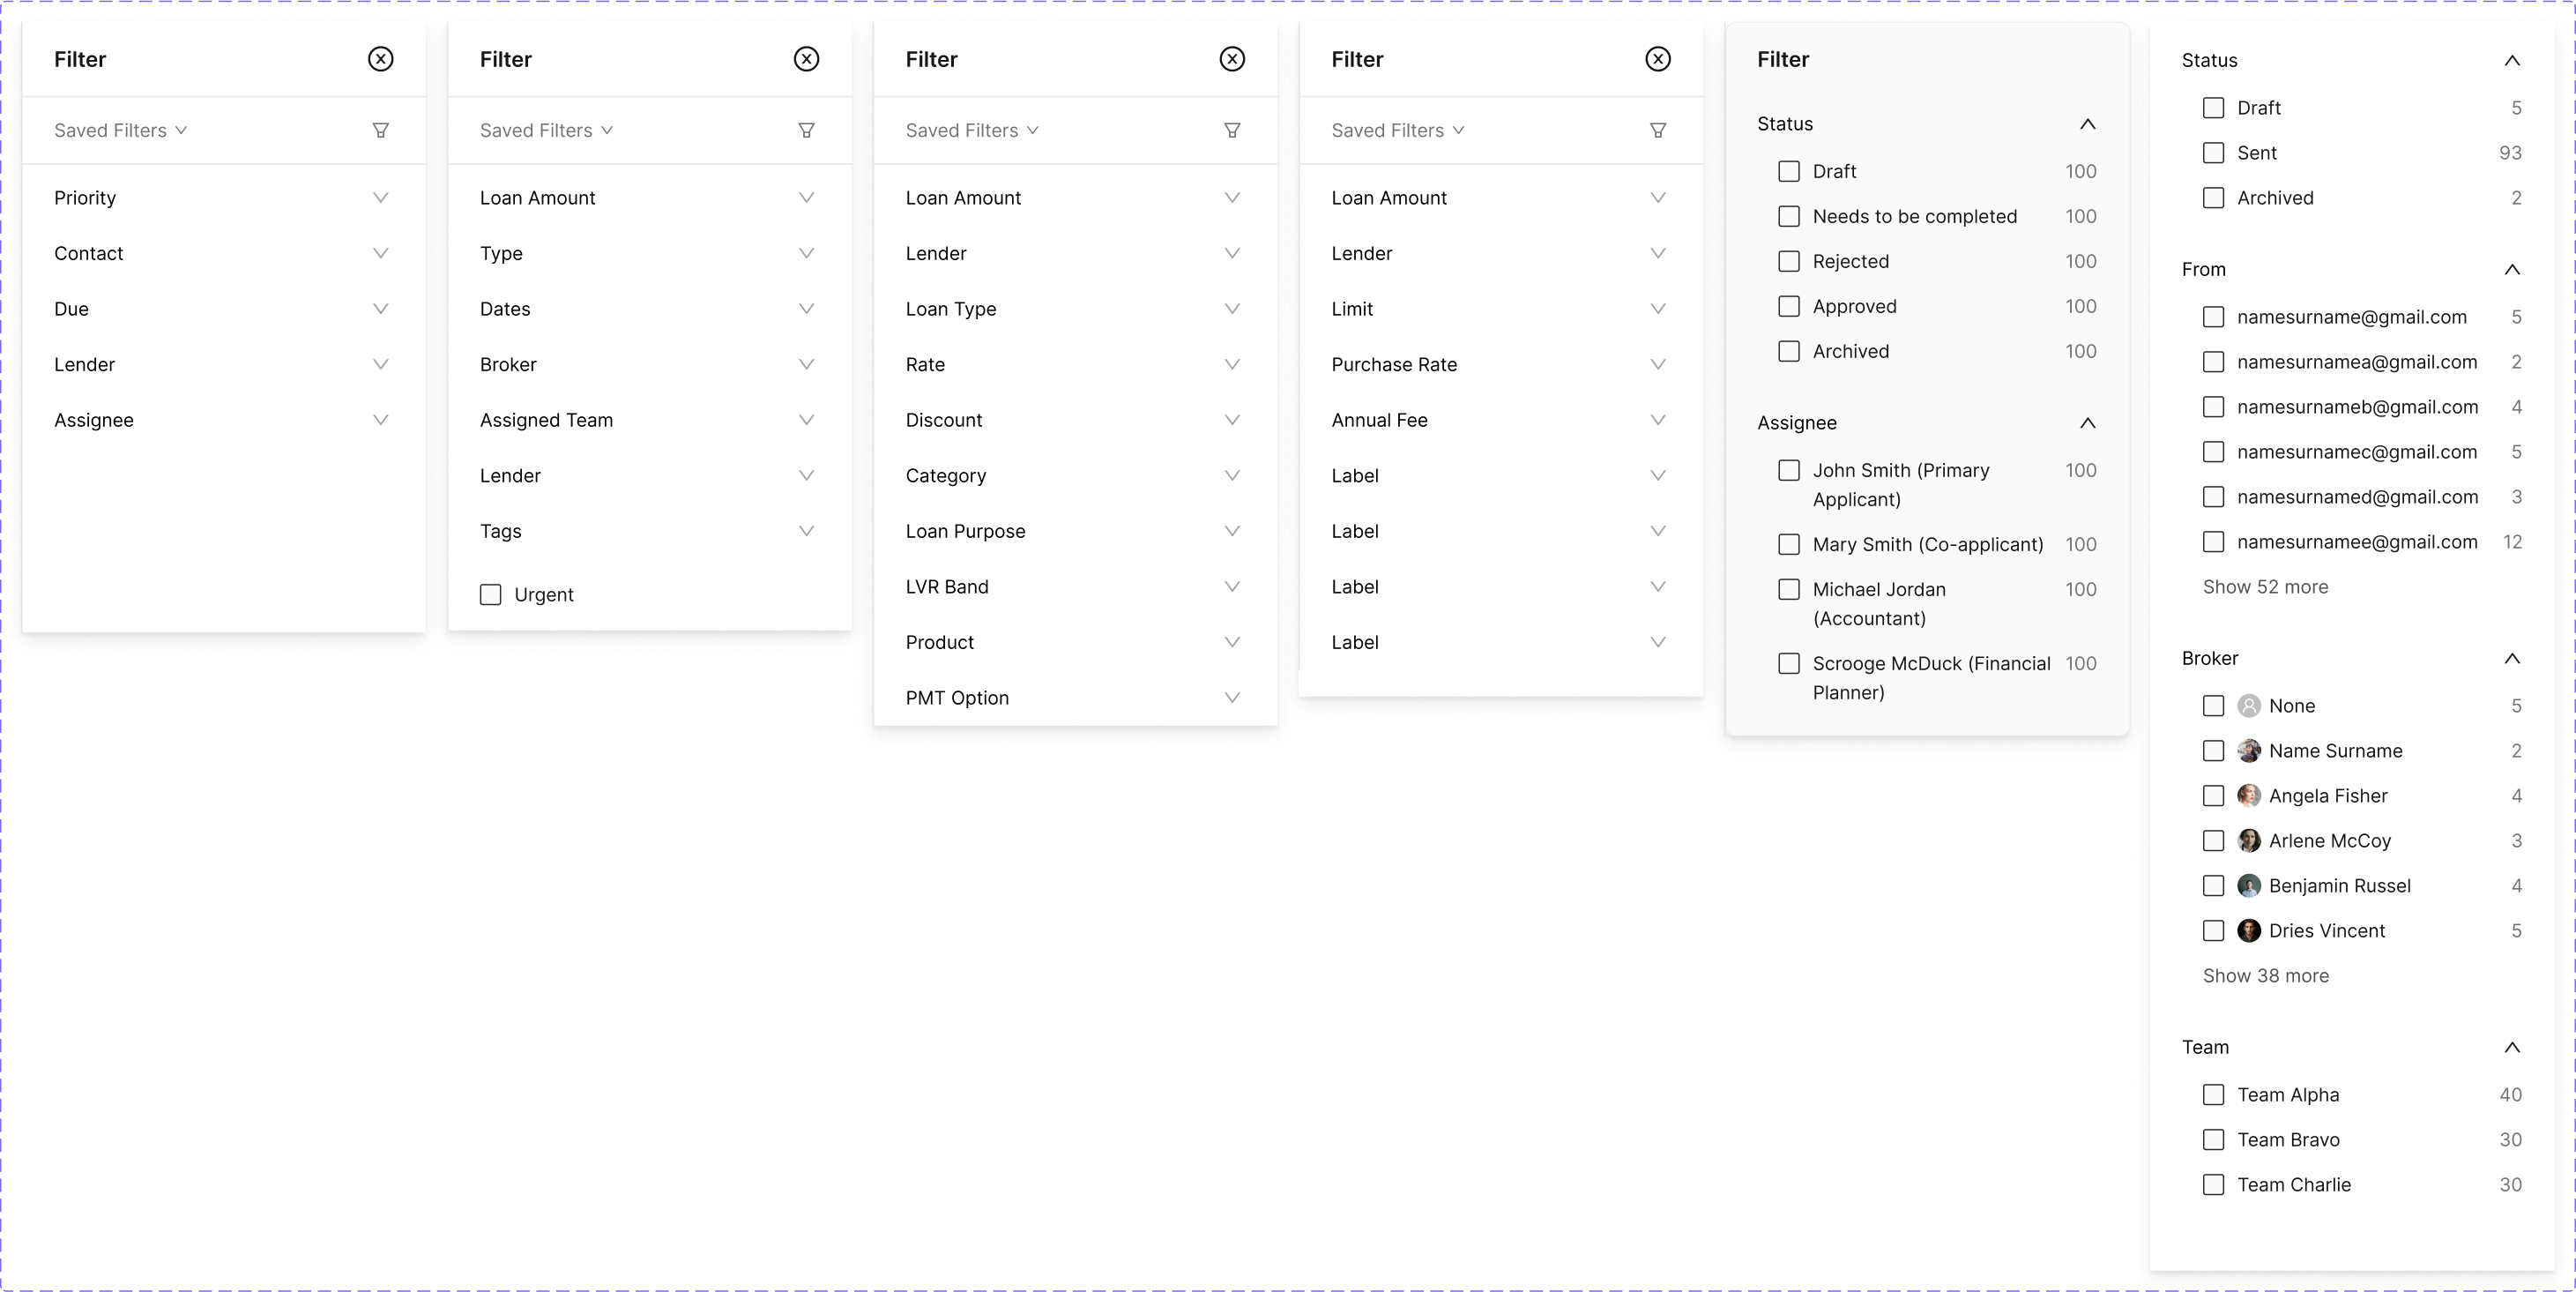 Filter
Saved Filters
Priority
Contact
Due
Lender
Assignee
Filter
Saved Filters
Loan Amount
Type
Dates
Broker
Assigned Team
Lender
Tags
Urgent
Filter
Saved Filters
Loan Amount
Lender
Loan Type
Rate
Discount
Category
Loan Purpose
LVR Band
Product
PMT Option
Filter
Saved Filters
Loan Amount
Lender
Limit
Purchase Rate
Annual Fee
Label
Label
Label
Label
Filter
Status
Draft 100
Needs to be completed 100
Rejected 100
Approved 100
Archived 100
Assignee
John Smith (Primary 100
Applicant)
Mary Smith (Co-applicant) 100
Michael Jordan 100
(Accountant)
Scrooge McDuck (Financial 100
Planner)
Status
Draft 5
Sent 93
Archived 2
From
namesurname@gmail.com 5
namesurnamea@gmail.com 2
namesurnameb@gmail.com 4
namesurnamec@gmail.com 5
namesurnamed@gmail.com 3
namesurnamee@gmail.com 12
Show 52 more
Broker
None 5
Name Surname 2
Angela Fisher 4
Arlene McCoy 3
Benjamin Russel 4
Dries Vincent 5
Show 38 more
Team
Team Alpha 40
Team Bravo 30
Team Charlie 30